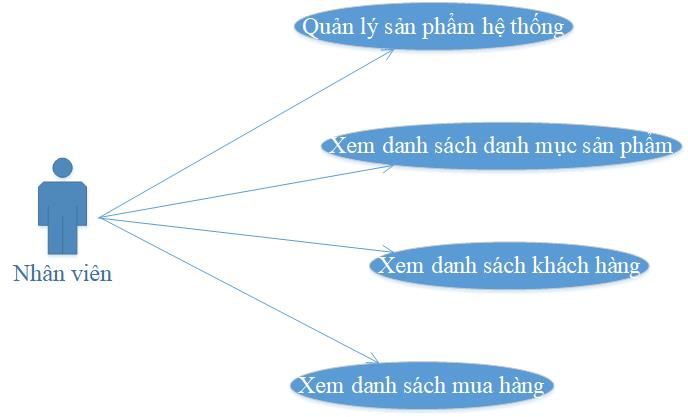 Quản lý sản phẩm hệ thống
Xem danh sách danh mục sản phẩm
Nhân viên
Xem danh sách khách hàng
Xem danh sách mua hàng